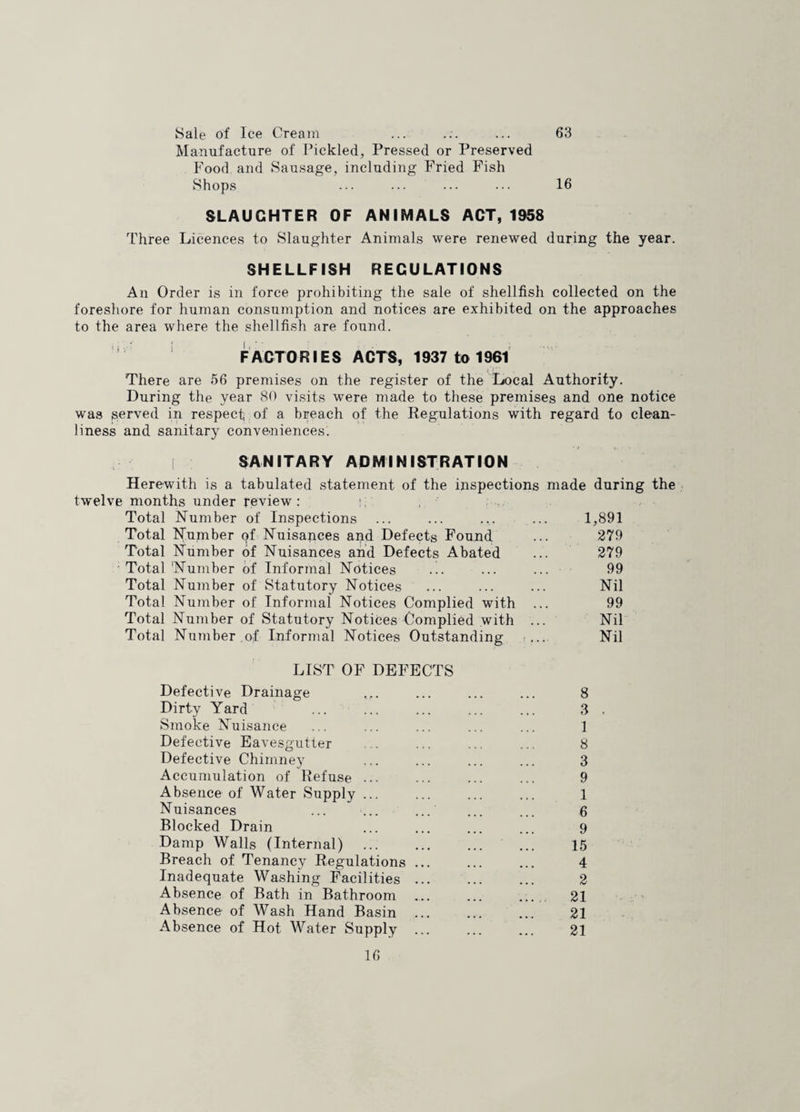 Sale of Ice Cream ... ... ... 63
Manufacture of Pickled, Pressed or Preserved
Food and Sausage, including Fried Fish
Shops ... ... ... ... 16
SLAUGHTER OF ANIMALS ACT, 1958
Three Licences to Slaughter Animals were renewed during the year.
SHELLFISH REGULATIONS
An Order is in force prohibiting the sale of shellfish collected on the
foreshore for human consumption and notices are exhibited on the approaches
to the area where the shellfish are found.
FACTORIES ACTS, 1937 to 1961
There are 56 premises on the register of the Local Authority.
During the year 80 visits were made to these premises and one notice
was served in respect of a breach of the Regulations with regard to clean-
liness and sanitary conveniences.
SANITARY ADMINISTRATION
Herewith is a tabulated statement of the inspections made during the
twelve months under review :
Total Number of Inspections ... ... ... ... 1,891
Total Number of Nuisances and Defects Found ... 279
Total Number of Nuisances and Defects Abated ... 279
Total Number of Informal Notices ... ... ... 99
Total Number of Statutory Notices ... ... ... Nil
Total Number of Informal Notices Complied with ... 99
Total Number of Statutory Notices Complied with ... Nil
Total Number of Informal Notices Outstanding ... Nil
LIST OF DEFECTS
Defective Drainage ... ... ... ... 8
Dirty Yard ... ... ... ... ... 3
Smoke Nuisance ... ... ... ... ... 1
Defective Eavesgutter ... ... ... ... 8
Defective Chimney ... ... ... ... 3
Accumulation of Refuse ... ... ... ... 9
Absence of Water Supply ... ... ... ... 1
Nuisances ... ... ... ... ... 6
Blocked Drain ... ... ... ... 9
Damp Walls (Internal) ... ... ... ... 15
Breach of Tenancy Regulations ... ... ... 4
Inadequate Washing Facilities ... ... ... 2
Absence of Bath in Bathroom ... ... ... 21
Absence of Wash Hand Basin ... ... ... 21
Absence of Hot Water Supply ... ... ... 21
16